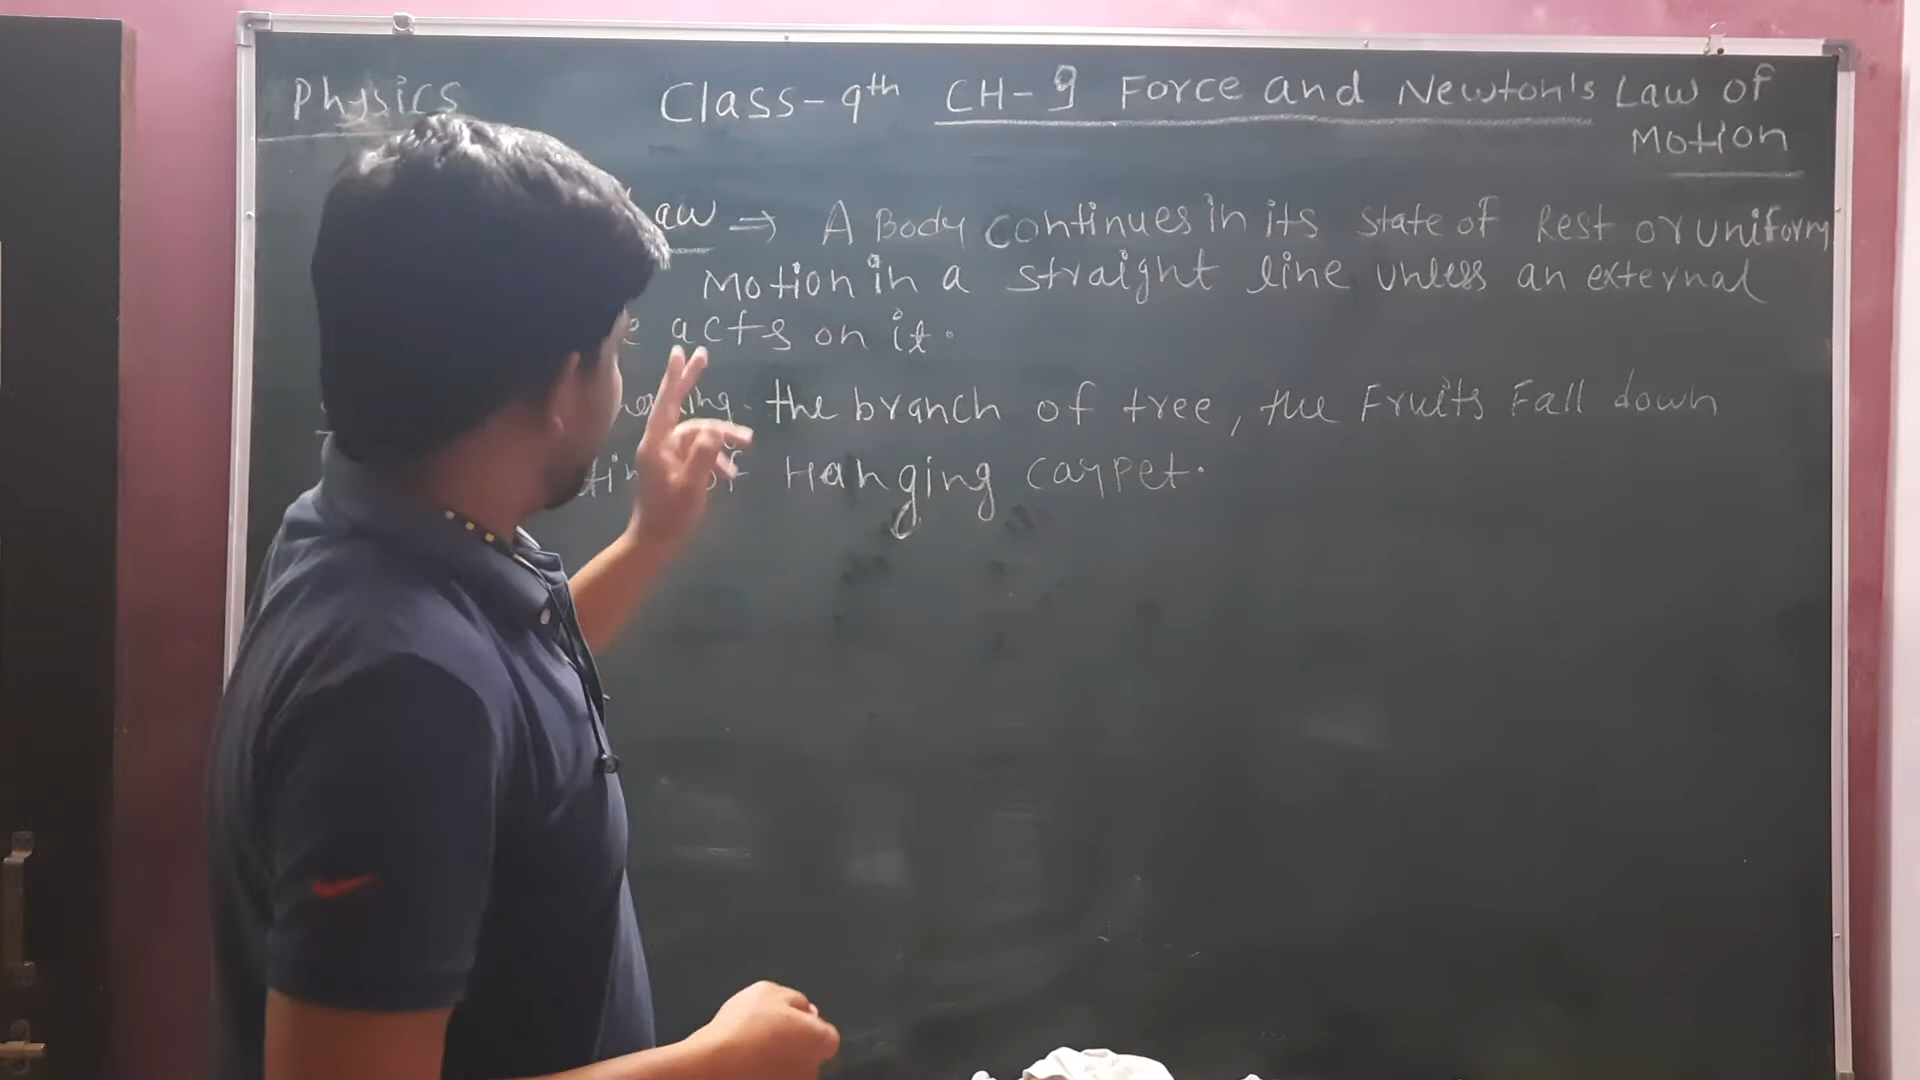 Physics Class-9th CH-9 Force and Newton's Law of
Motion
aw ⇒ A Body continues in its state of Rest or uniform
Motion in a straight line unless an external
acts on it.
the branch of tree, the Fruits Fall down
of Hanging carpet.